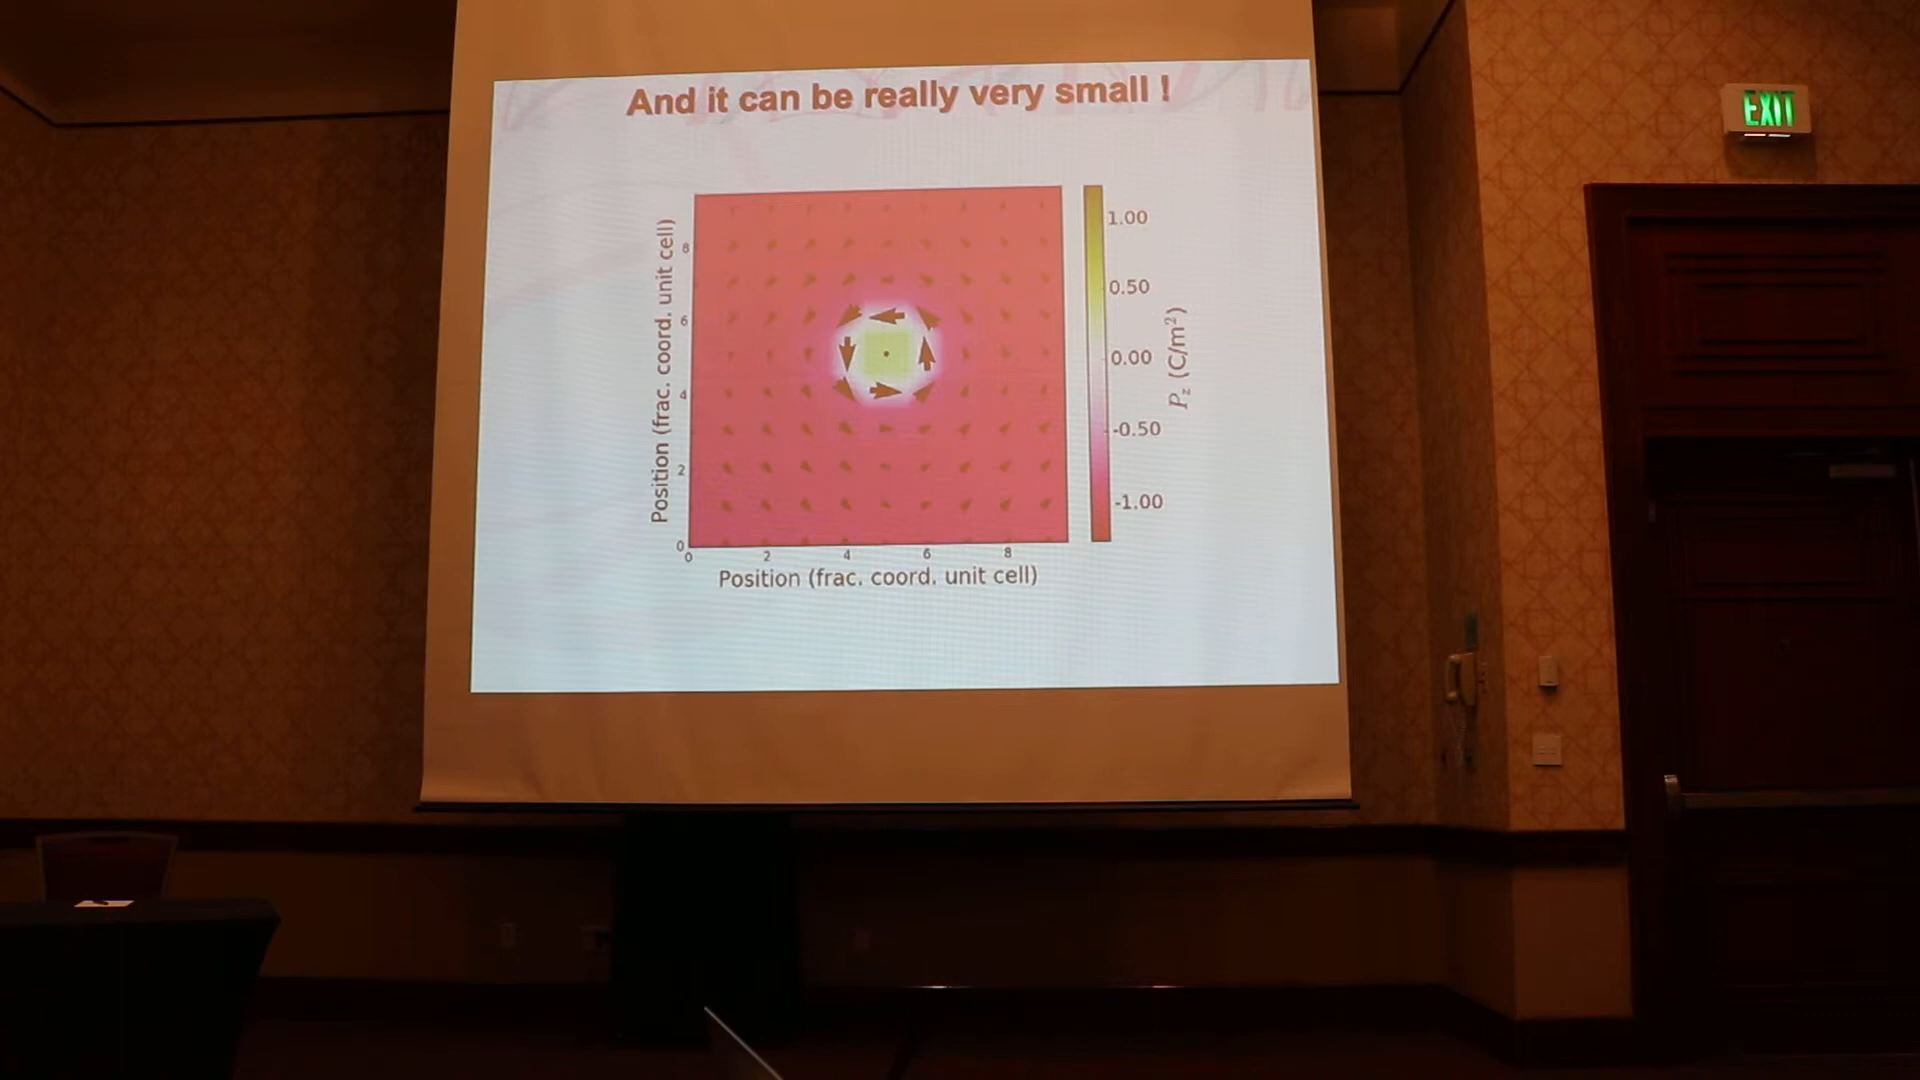 And it can be really very small !
EXIT
1.00
0.50
0.00
-0.50
-1.00
P_z (C/m²)
Position (frac. coord. unit cell)
8
6
4
2
0
0 2 4 6 8
Position (frac. coord. unit cell)